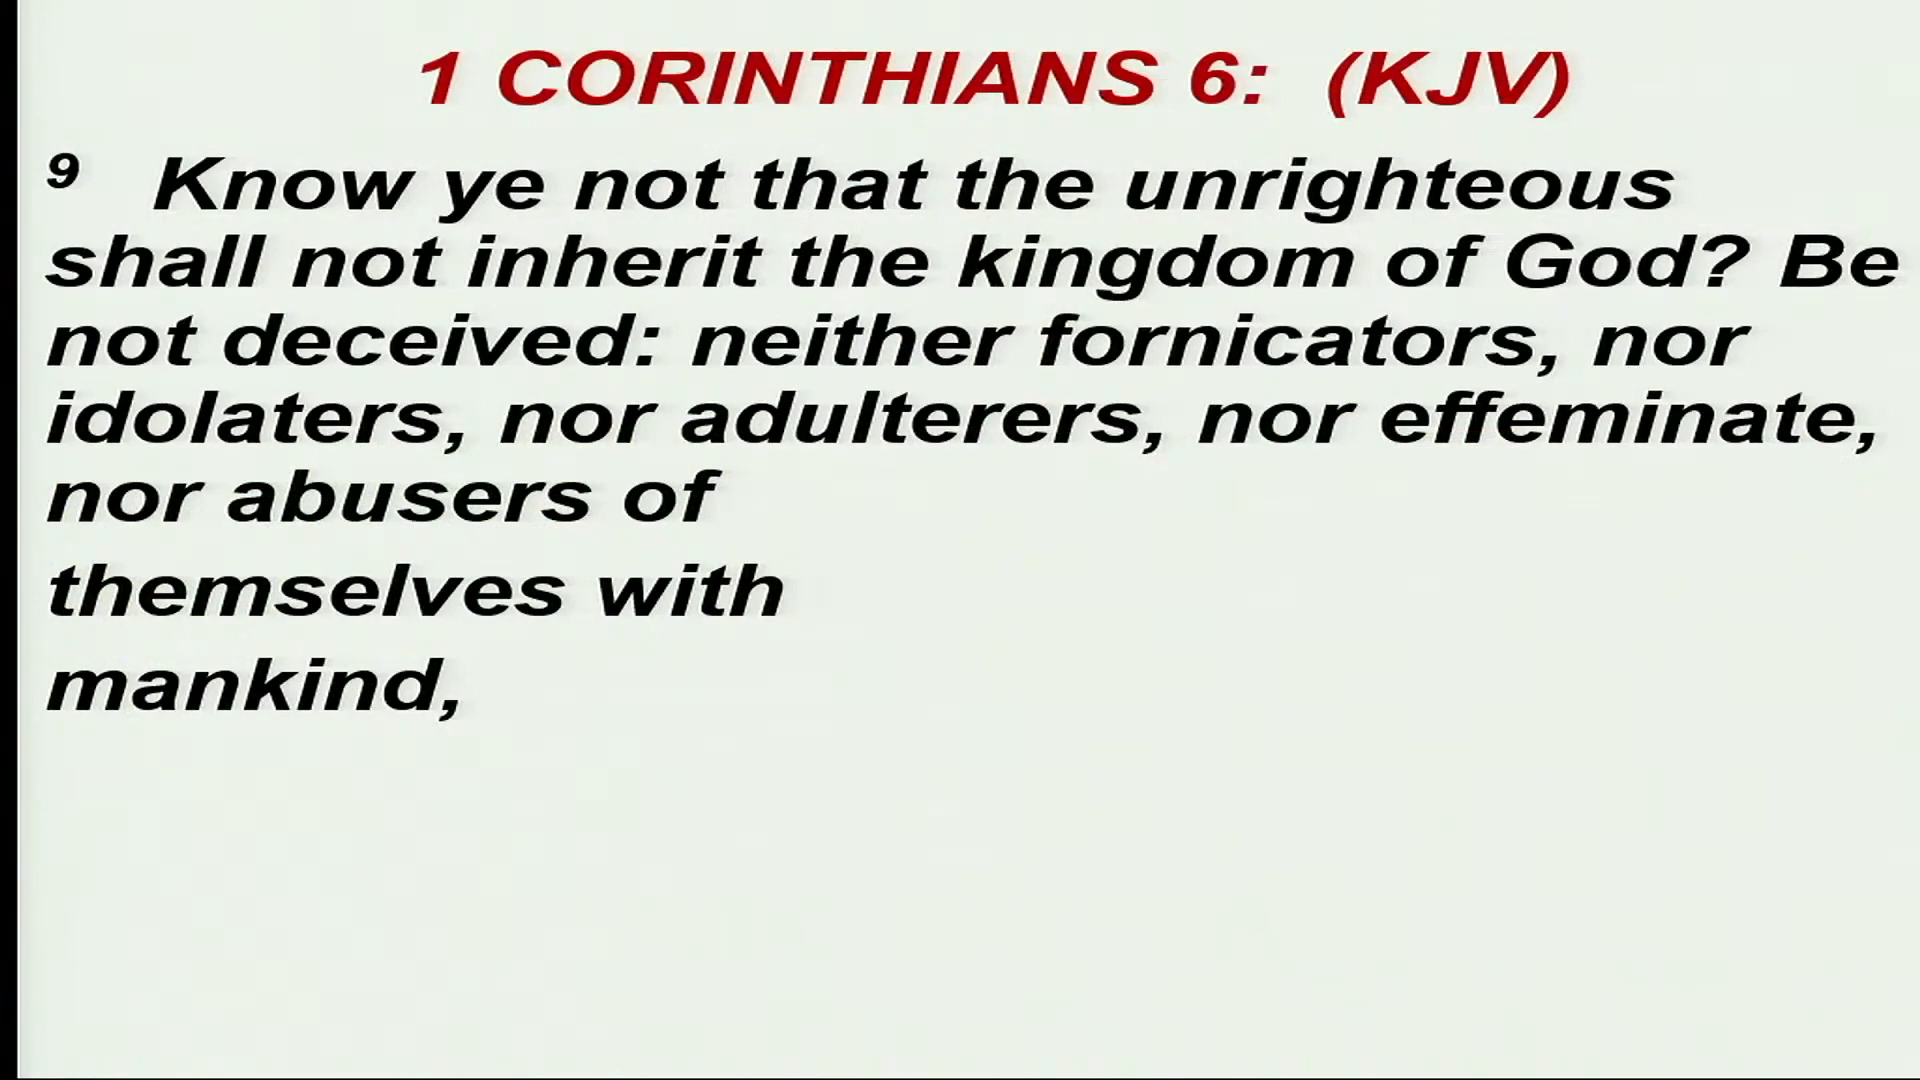 1 CORINTHIANS 6: (KJV)
9 Know ye not that the unrighteous
shall not inherit the kingdom of God? Be
not deceived: neither fornicators, nor
idolaters, nor adulterers, nor effeminate,
nor abusers of
themselves with
mankind,